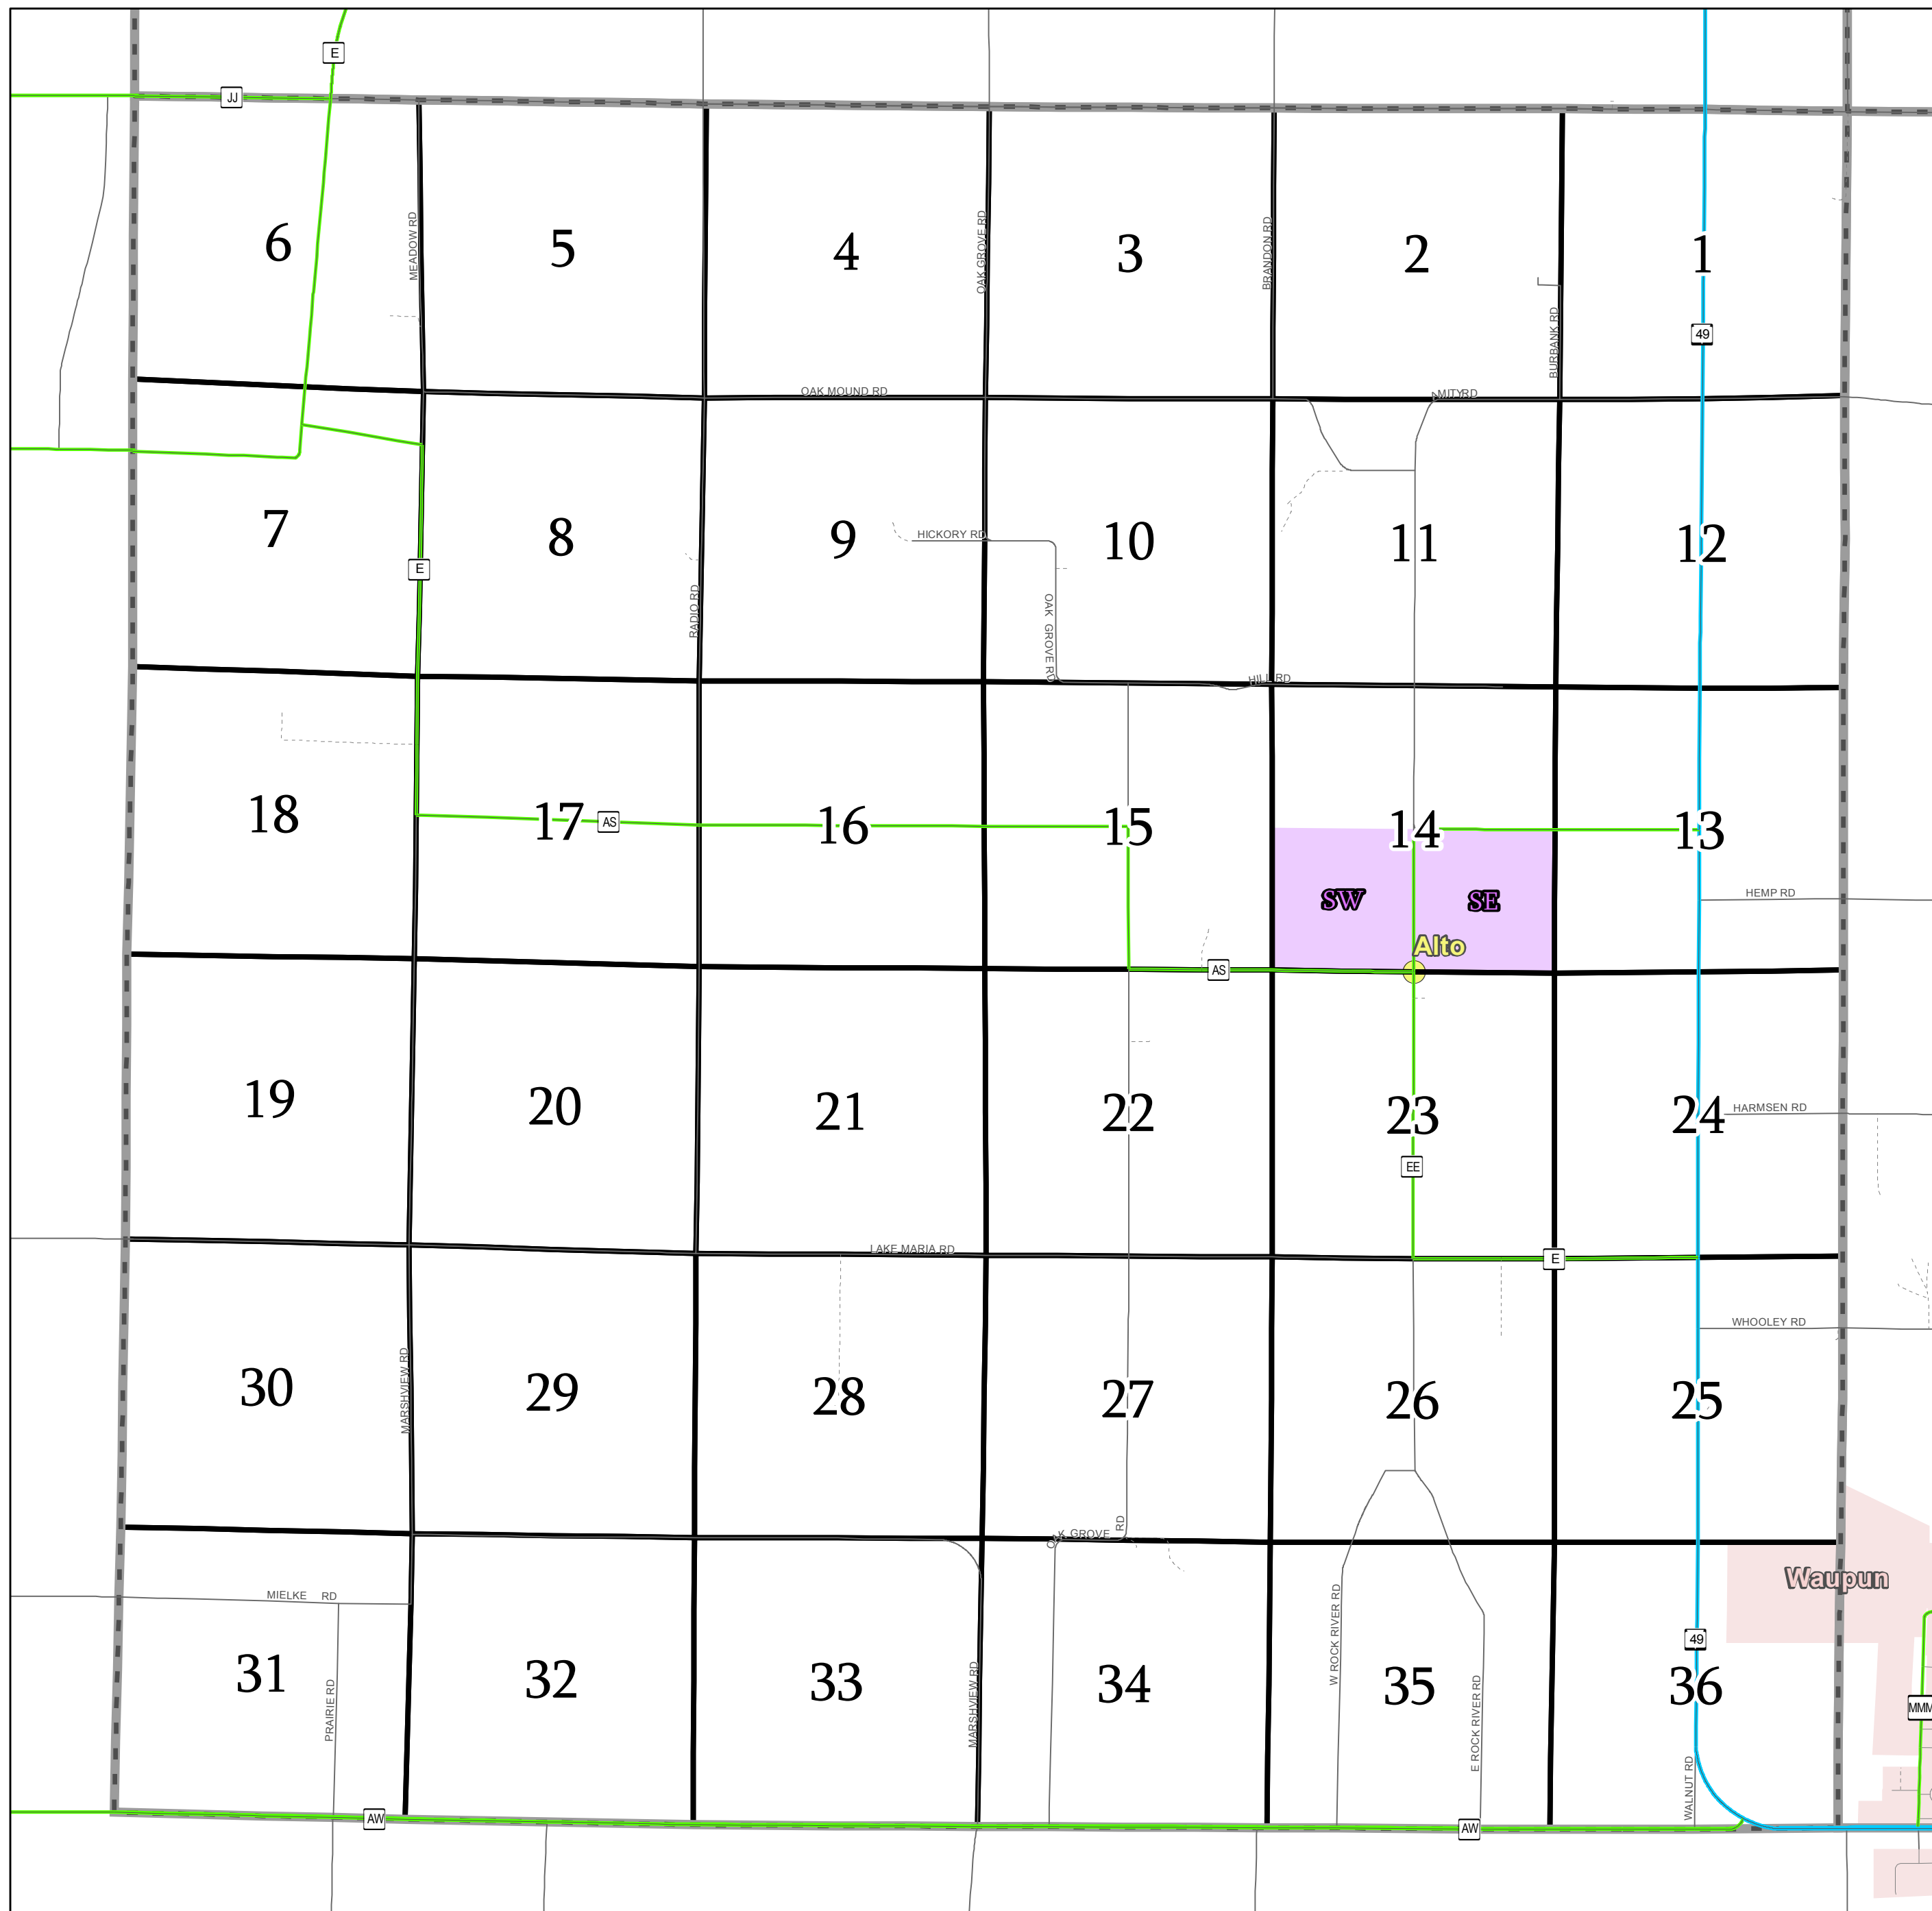 E
JJ
6
MEADOW RD
5
4
OAK GROVE RD
3
BRANDON RD
2
BURBANK RD
1
49
OAK MOUND RD
AMITY RD
7
E
8
RADIO RD
9
HICKORY RD
OAK GROVE RD
10
11
12
HILL RD
18
17
AS
16
15
14
13
SW
SE
HEMP RD
Alto
AS
19
20
21
22
23
24
HARMSEN RD
EE
LAKE MARIA RD
E
WHOOLEY RD
30
MARSHVIEW RD
29
28
27
26
25
OAK GROVE RD
Waupun
MIELKE RD
PRAIRIE RD
31
32
33
MARSHVIEW RD
34
W ROCK RIVER RD
35
E ROCK RIVER RD
49
36
WALNUT RD
MMM
AW
AW